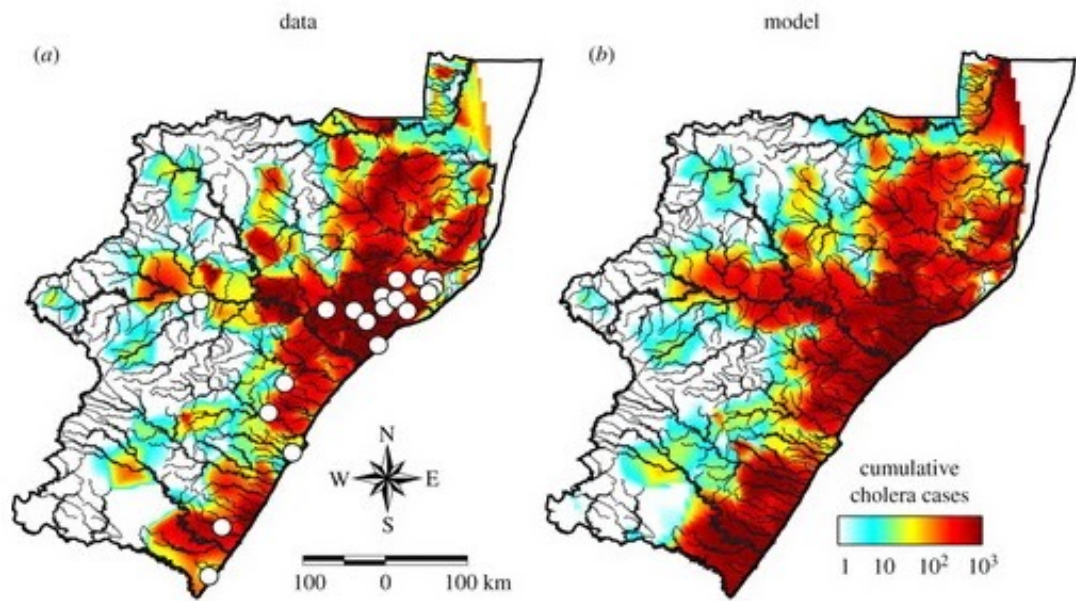 data
model
(a)
(b)
N
W E
S
100 0 100 km
cumulative
cholera cases
1 10 10² 10³